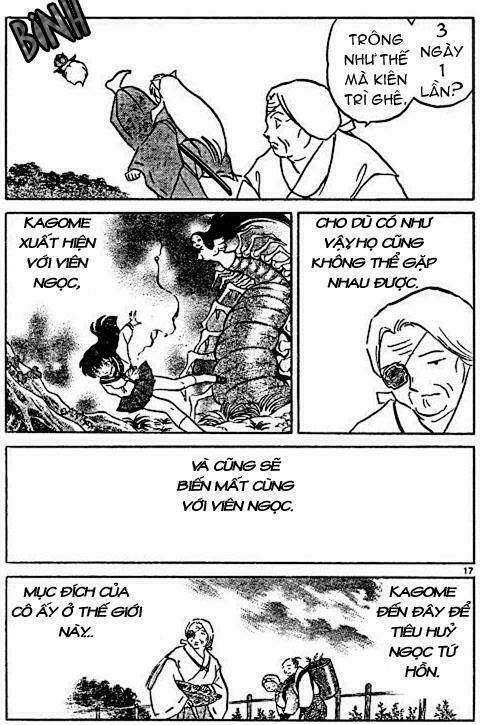 3
NGÀY
1
LẦN?
TRÔNG
NHƯ THẾ
MÀ KIÊN
TRÌ GHÊ.
BINH
CHO DÙ CÓ NHƯ
VẬY HỌ CŨNG
KHÔNG THỂ GẶP
NHAU ĐƯỢC.
KAGOME
XUẤT HIỆN
VỚI VIÊN
NGỌC,
VÀ CŨNG SẼ
BIẾN MẤT CÙNG
VỚI VIÊN NGỌC.
17
KAGOME
ĐẾN ĐÂY ĐỂ
TIÊU HUỶ
NGỌC TỨ
HỒN.
MỤC ĐÍCH CỦA
CÔ ẤY Ở THẾ GIỚI
NÀY..